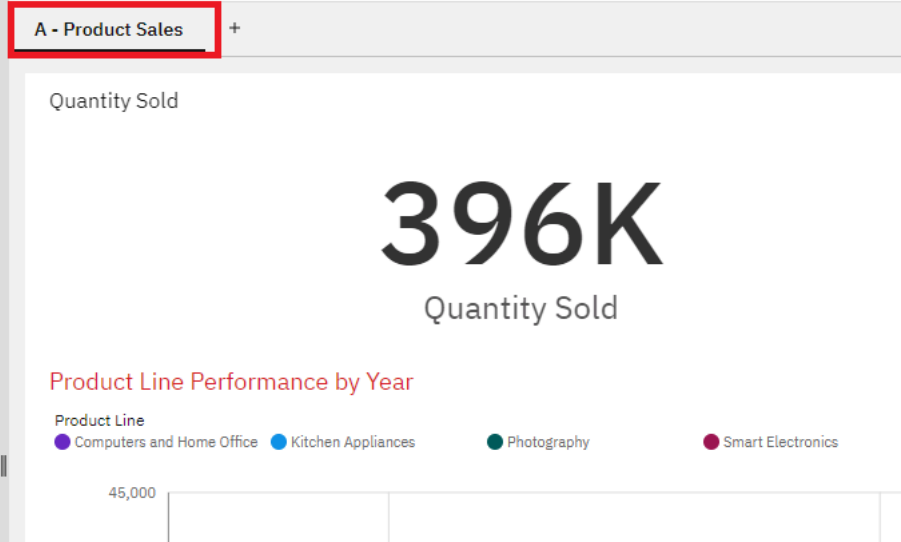 A - Product Sales +
Quantity Sold
396K
Quantity Sold
Product Line Performance by Year
Product Line
Computers and Home Office Kitchen Appliances Photography Smart Electronics
45,000